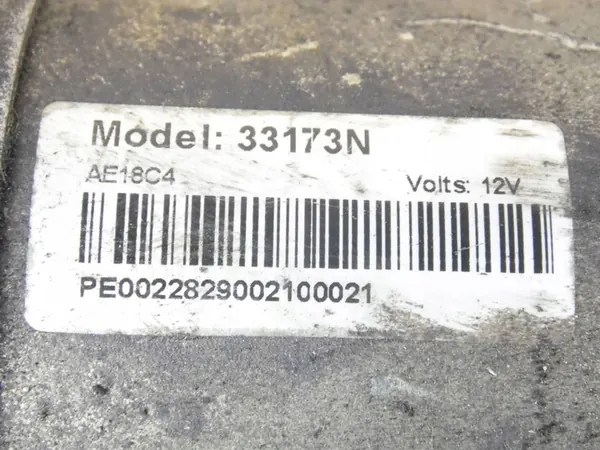 Model: 33173N
AE18C4
Volts: 12V
PE0022829002100021